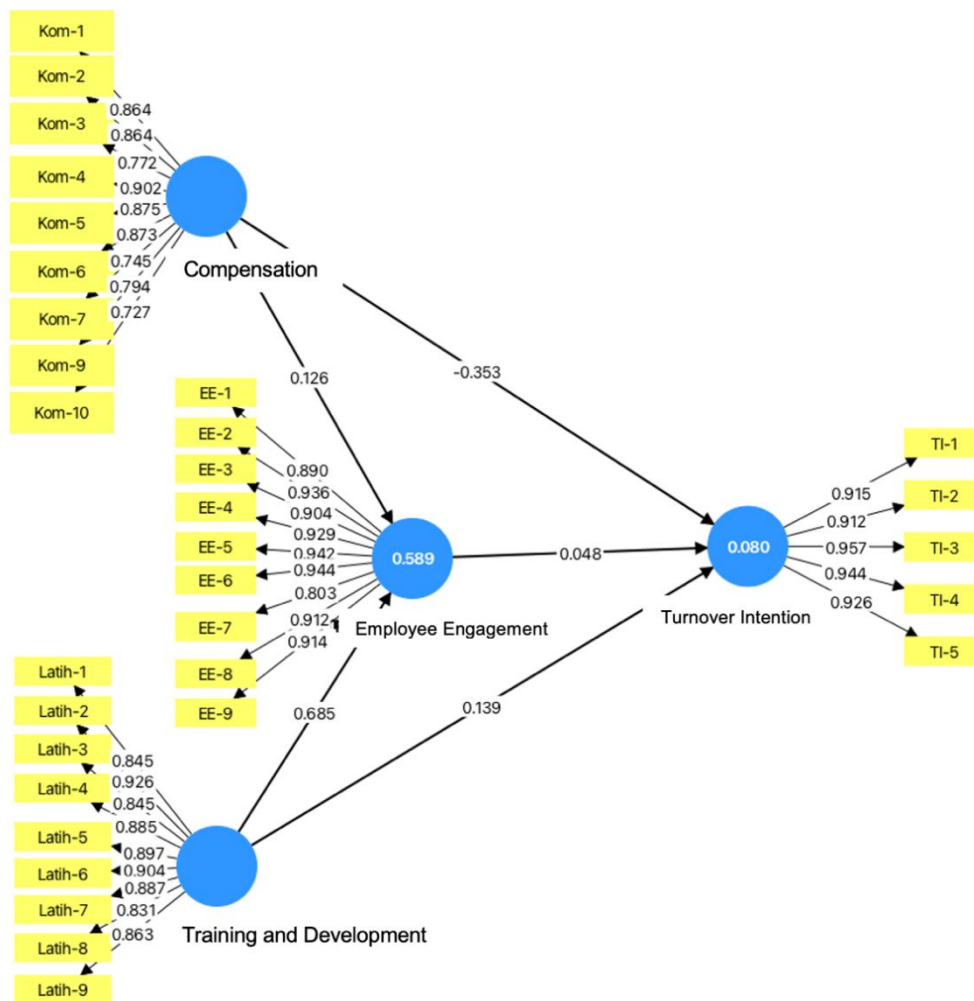 Kom-1
Kom-2
Kom-3
Kom-4
Kom-5
Kom-6
Kom-7
Kom-9
Kom-10
0.864
0.864
0.772
0.902
0.875
0.873
0.745
0.794
0.727
Compensation
0.126
-0.353
EE-1
EE-2
EE-3
EE-4
EE-5
EE-6
EE-7
EE-8
EE-9
0.890
0.936
0.904
0.929
0.942
0.944
0.803
0.912
0.914
0.589
Employee Engagement
0.048
0.080
Turnover Intention
0.915
0.912
0.957
0.944
0.926
TI-1
TI-2
TI-3
TI-4
TI-5
0.685
0.139
Latih-1
Latih-2
Latih-3
Latih-4
Latih-5
Latih-6
Latih-7
Latih-8
Latih-9
0.845
0.926
0.845
0.885
0.897
0.904
0.887
0.831
0.863
Training and Development